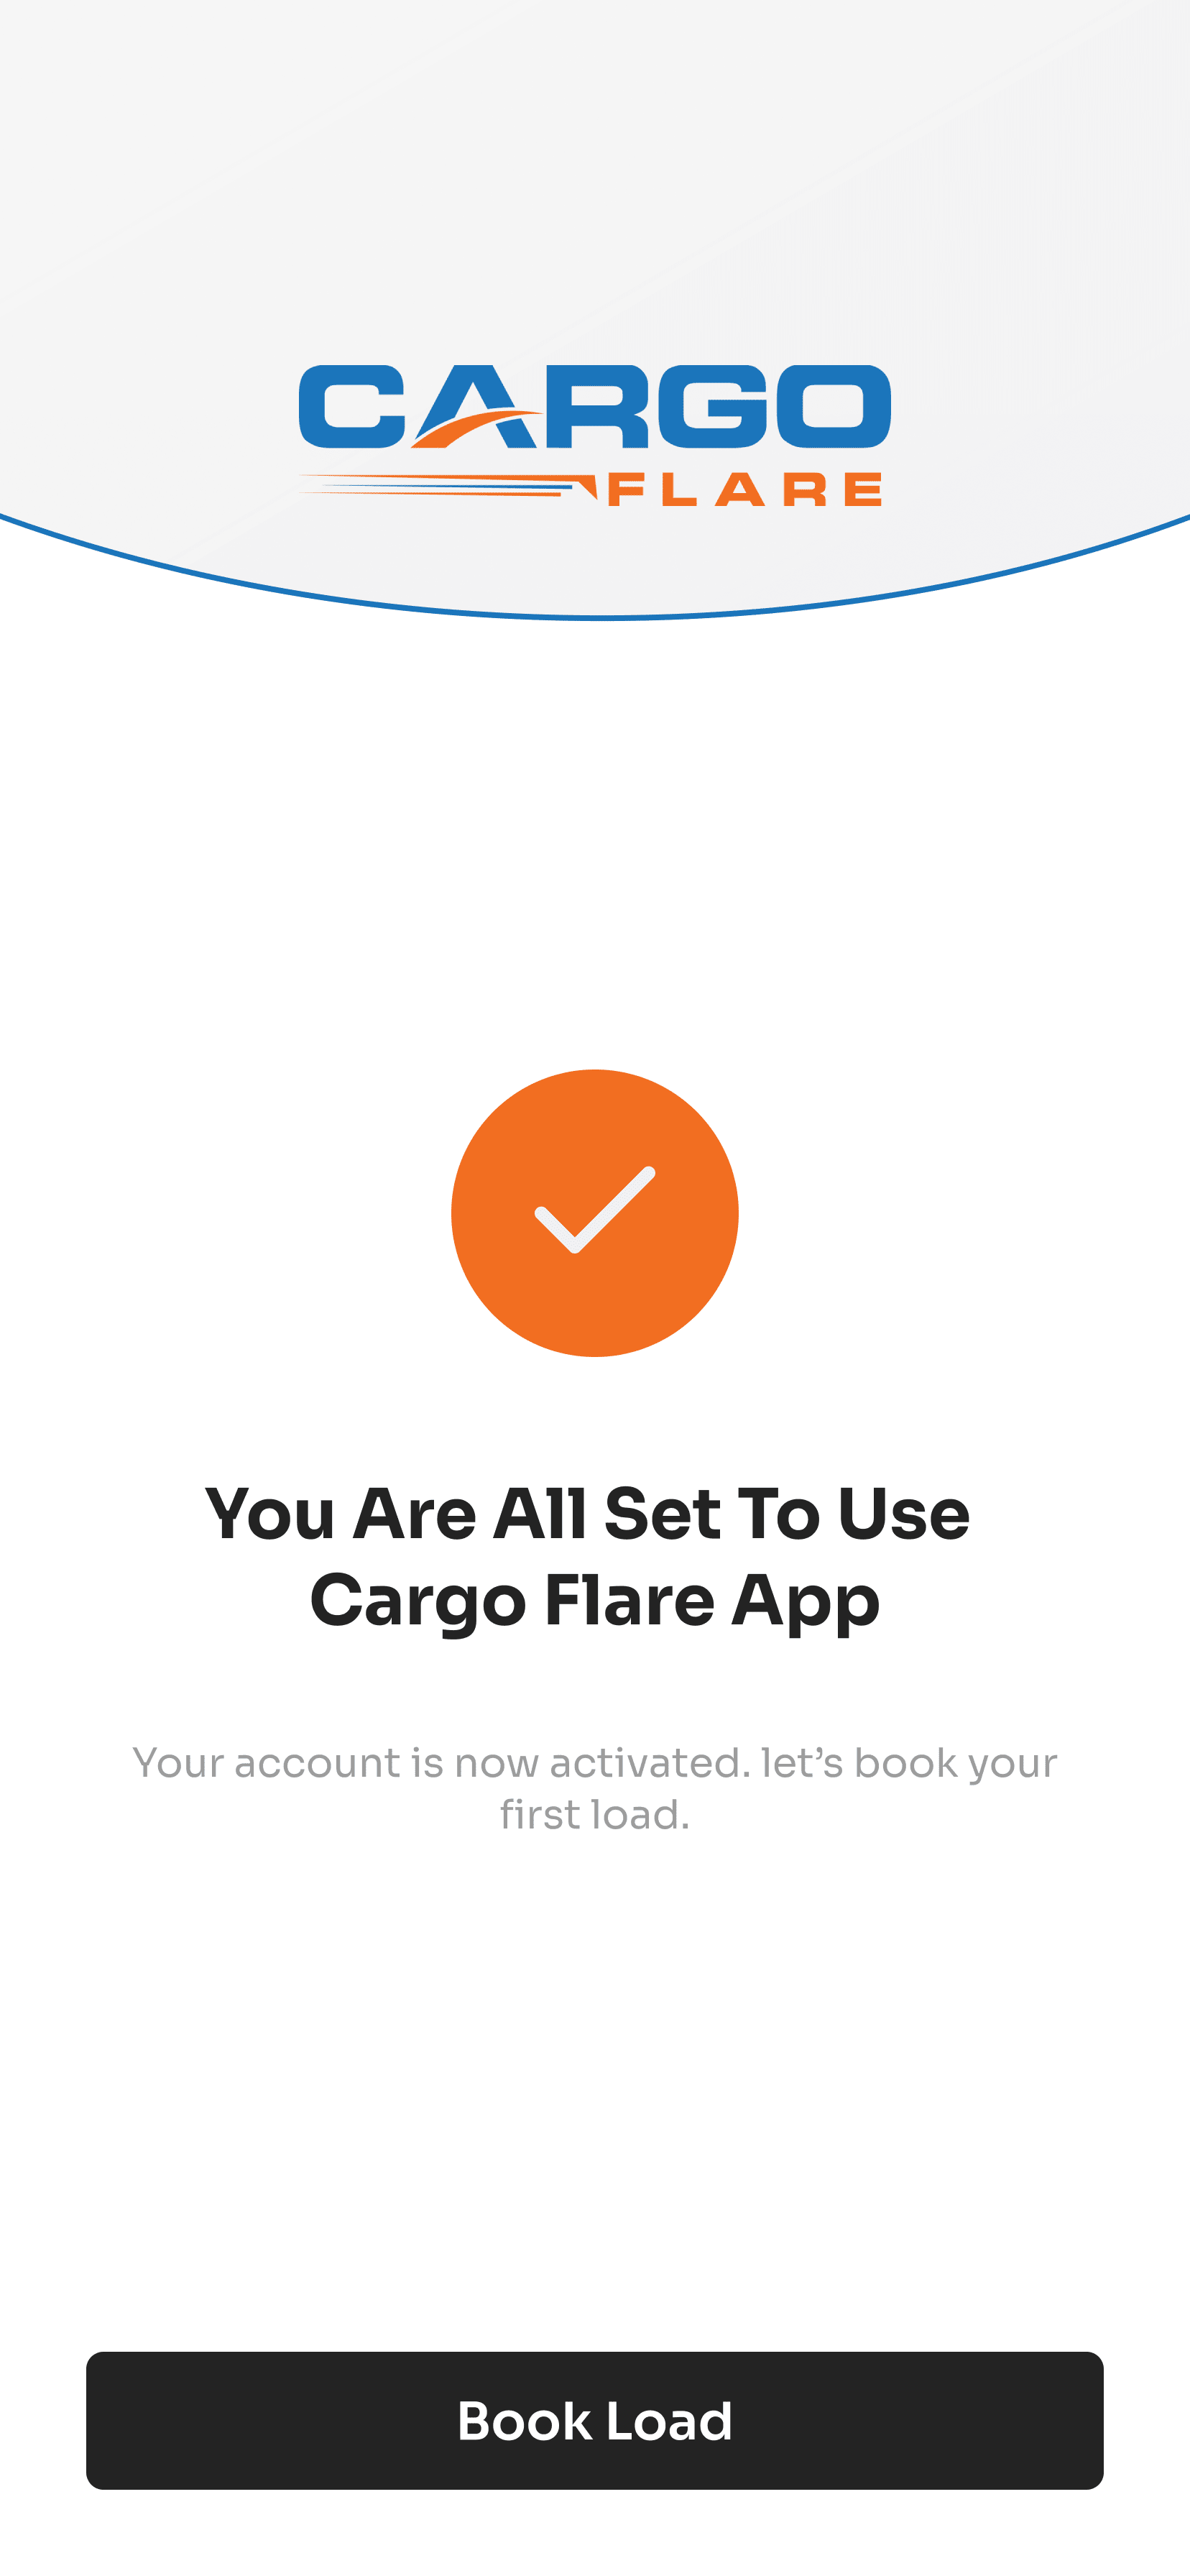 CARGO
FLARE
You Are All Set To Use
Cargo Flare App
Your account is now activated. let’s book your
first load.
Book Load